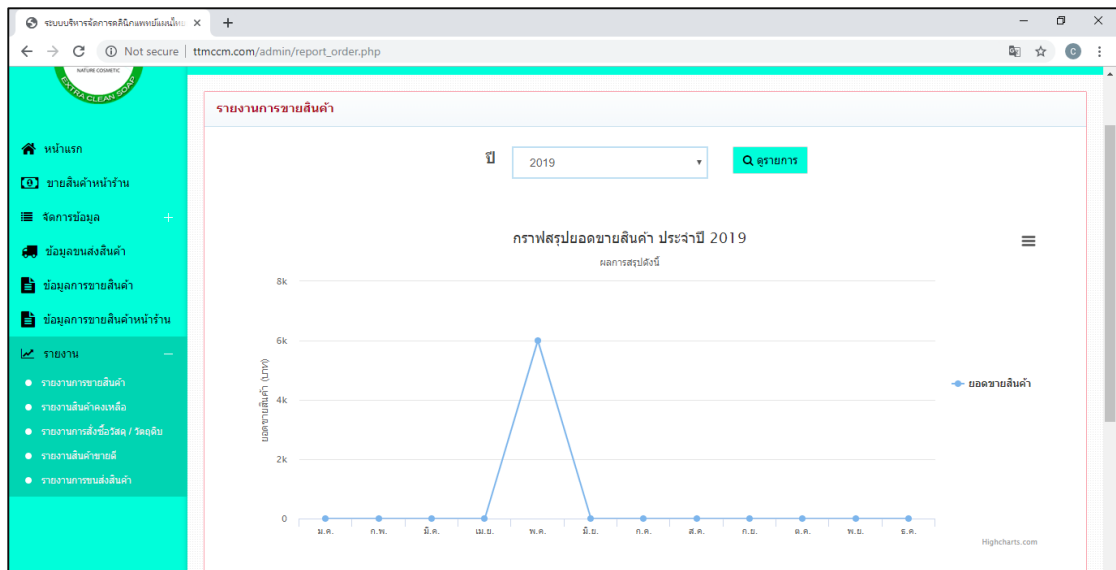 ระบบบริหารจัดการคลินิกแพทย์แผนไทย
Not secure | ttmccm.com/admin/report_order.php
C
NATURE COSMETIC
EXTRA CLEAN SOAP
หน้าแรก
ขายสินค้าหน้าร้าน
จัดการข้อมูล +
ข้อมูลขนส่งสินค้า
ข้อมูลการขายสินค้า
ข้อมูลการขายสินค้าหน้าร้าน
รายงาน —
รายงานการขายสินค้า
รายงานสินค้าคงเหลือ
รายงานการสั่งซื้อวัสดุ / วัตถุดิบ
รายงานสินค้าขายดี
รายงานการขนส่งสินค้า
รายงานการขายสินค้า
ปี 2019 ดูรายการ
กราฟสรุปยอดขายสินค้า ประจำปี 2019
ผลการสรุปดังนี้
ยอดขายสินค้า (บาท)
8k
6k
4k
2k
0
ม.ค. ก.พ. มี.ค. เม.ย. พ.ค. มิ.ย. ก.ค. ส.ค. ก.ย. ต.ค. พ.ย. ธ.ค.
ยอดขายสินค้า
Highcharts.com